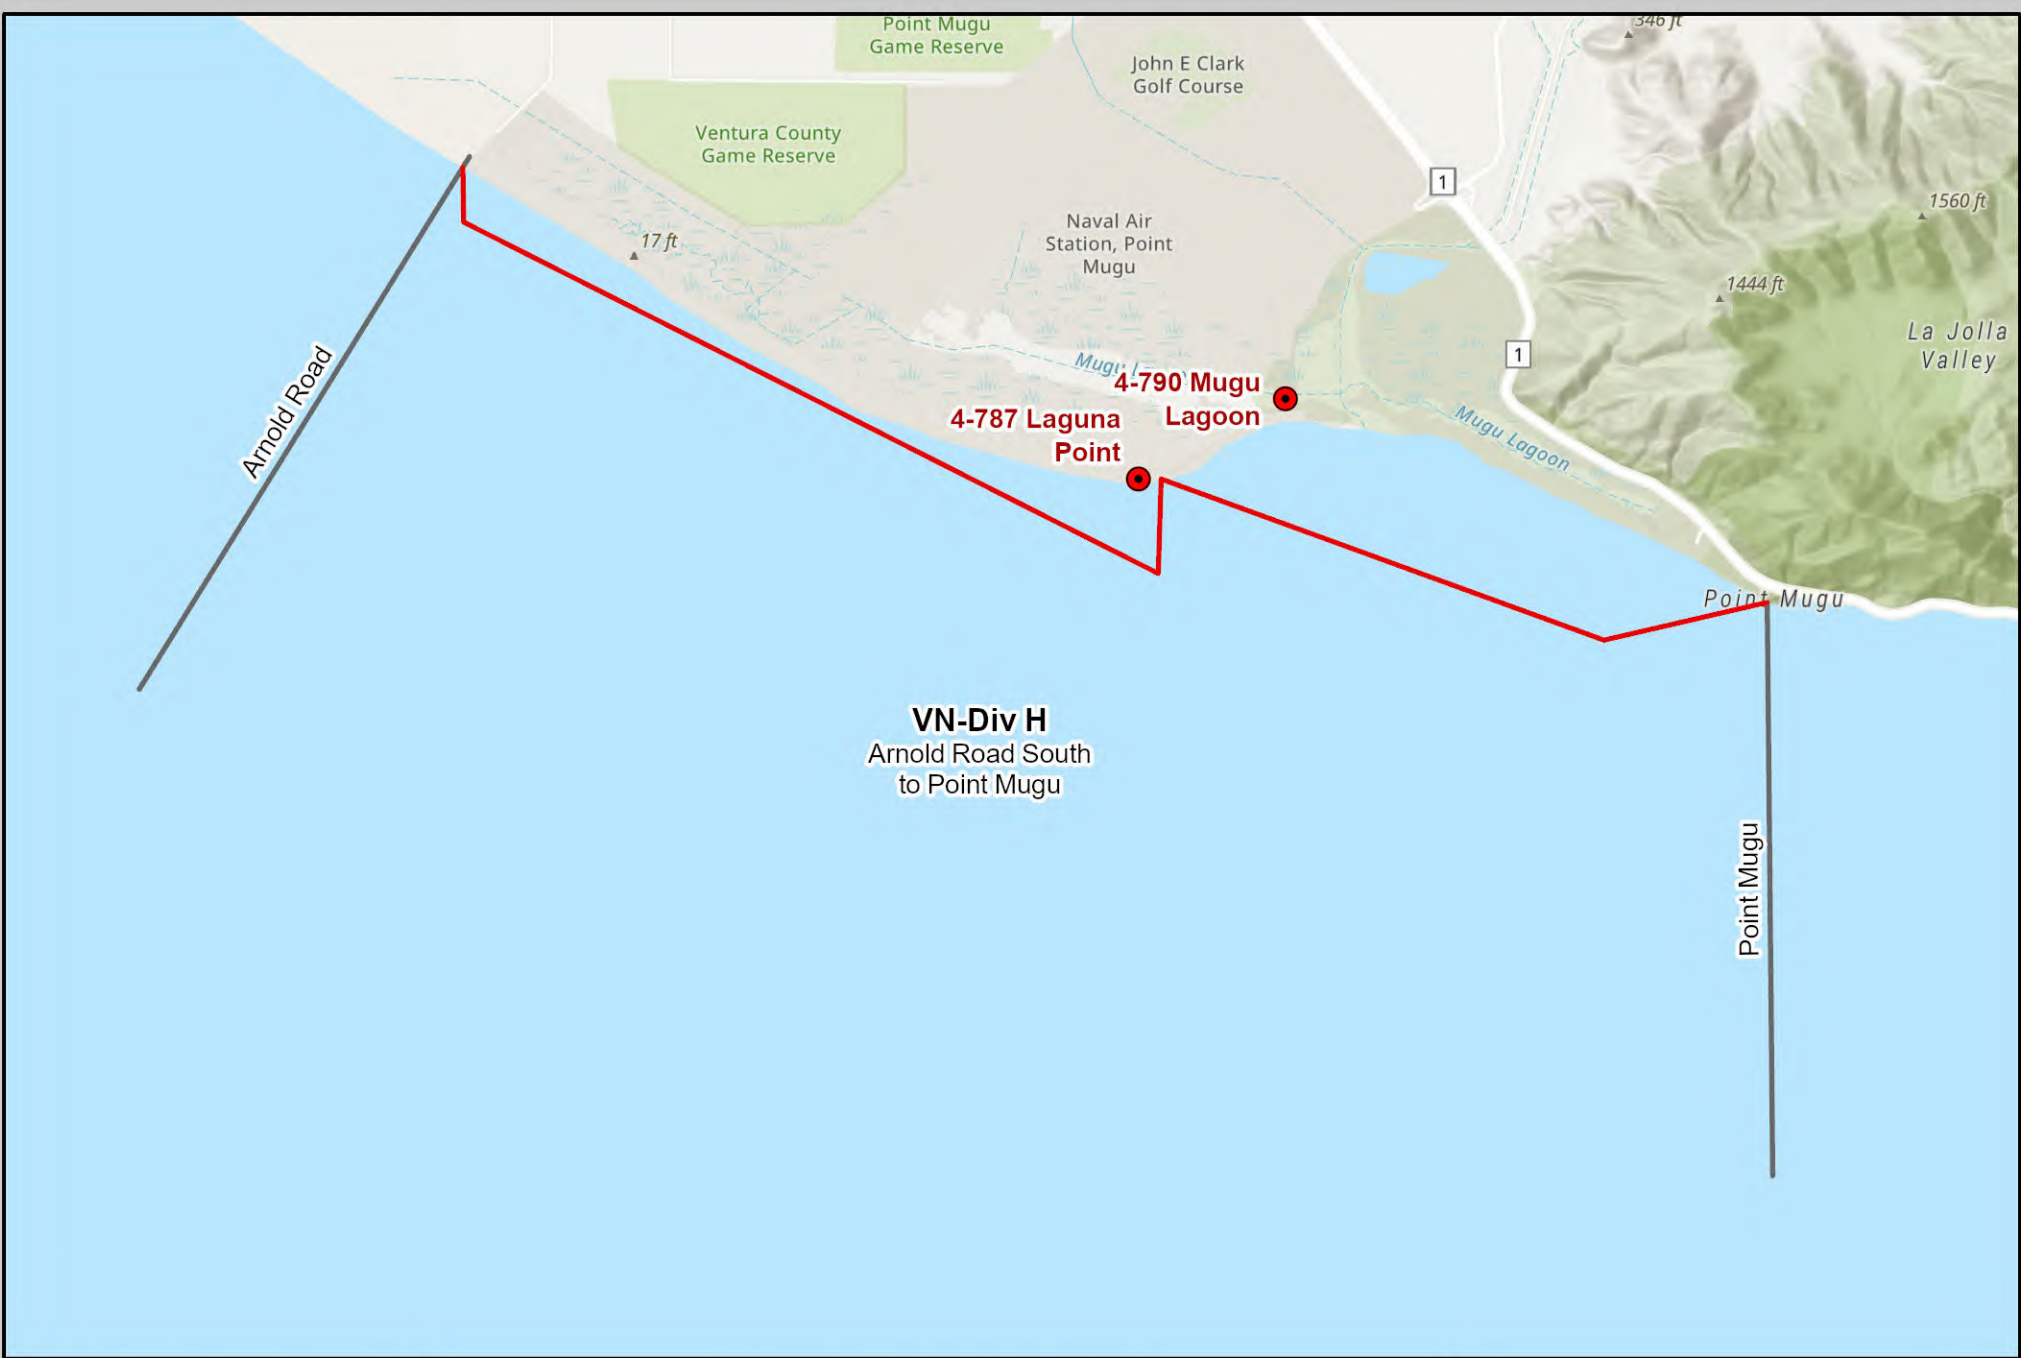 Point Mugu
Game Reserve
346 ft
John E Clark
Golf Course
Ventura County
Game Reserve
1
1560 ft
Naval Air
Station, Point
Mugu
17 ft
1444 ft
La Jolla
Valley
1
Mugu
4-790 Mugu
Lagoon
4-787 Laguna
Point
Mugu Lagoon
Arnold Road
Point Mugu
VN-Div H
Arnold Road South
to Point Mugu
Point Mugu